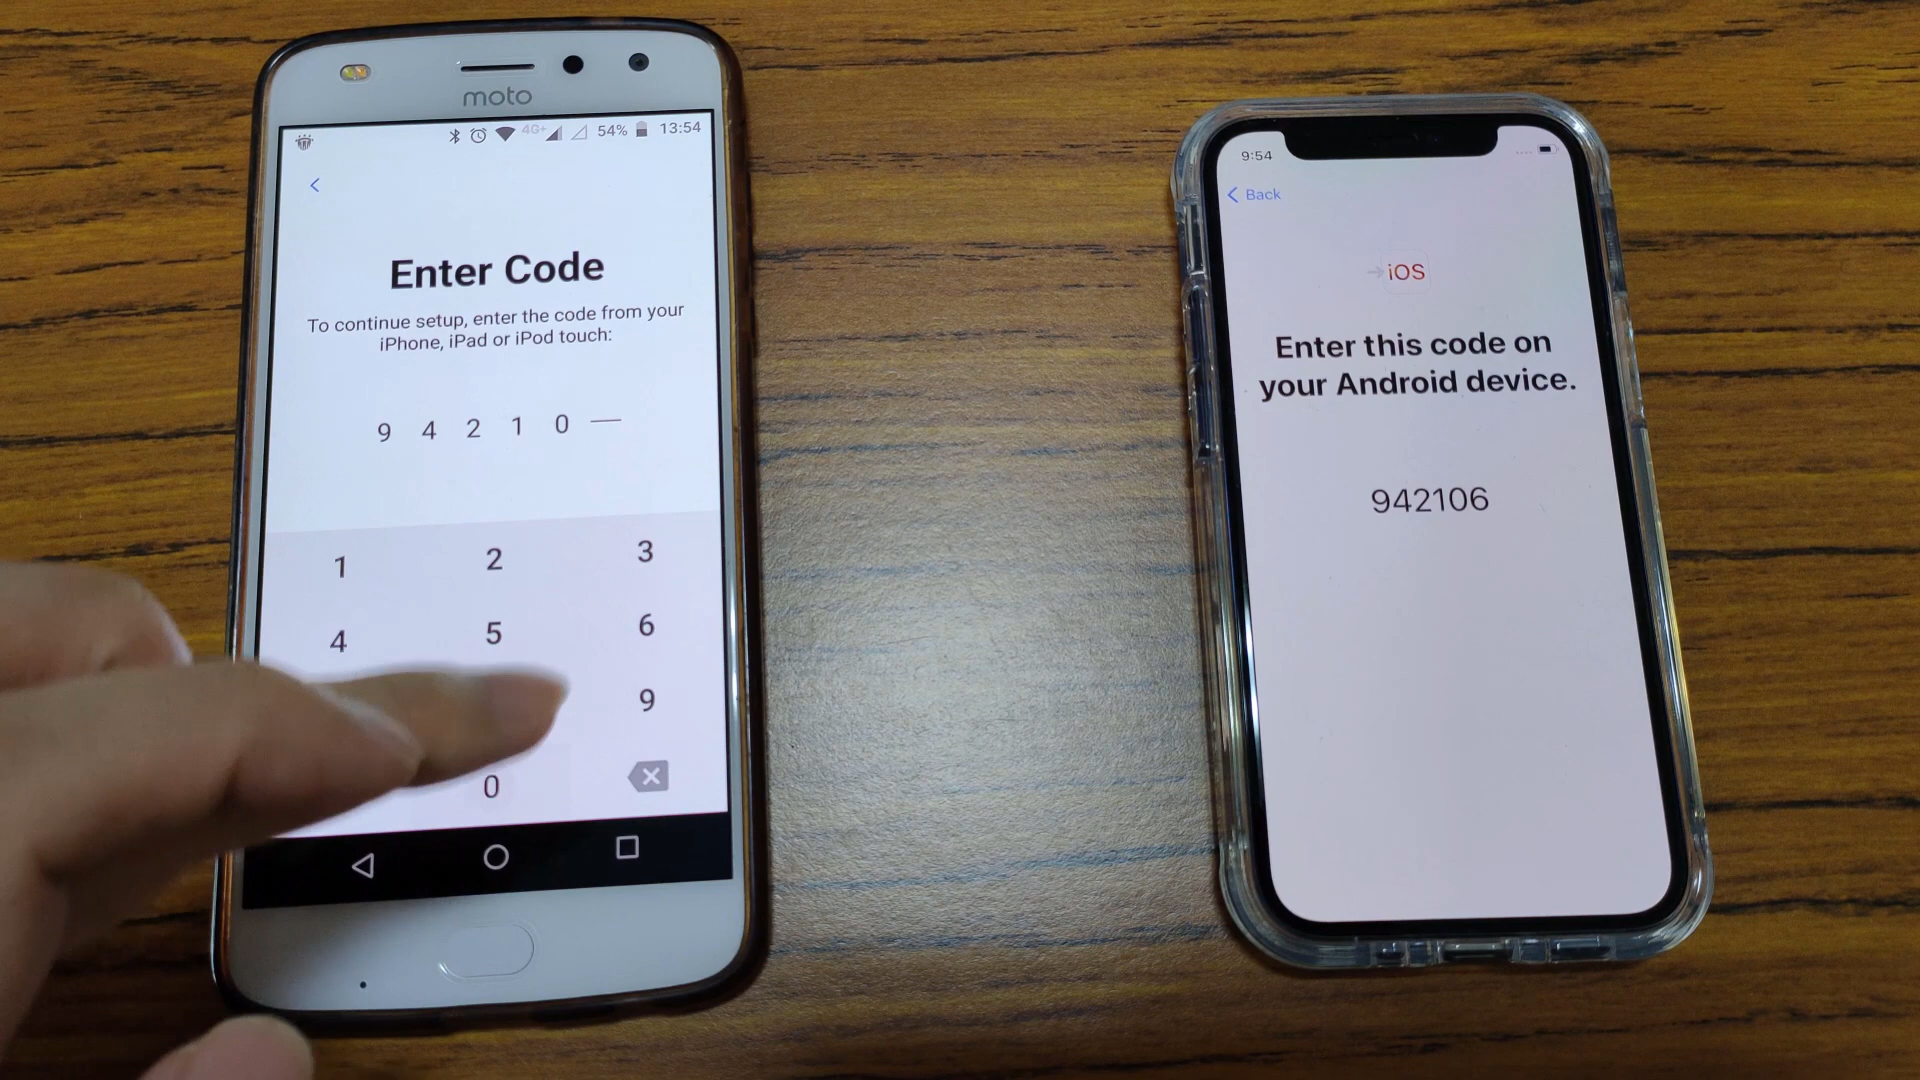 moto
4G+ 54% 13:54
Enter Code
To continue setup, enter the code from your
iPhone, iPad or iPod touch:
9 4 2 1 0
1 2 3
4 5 6
9
0
9:54
Back
iOS
Enter this code on
your Android device.
942106